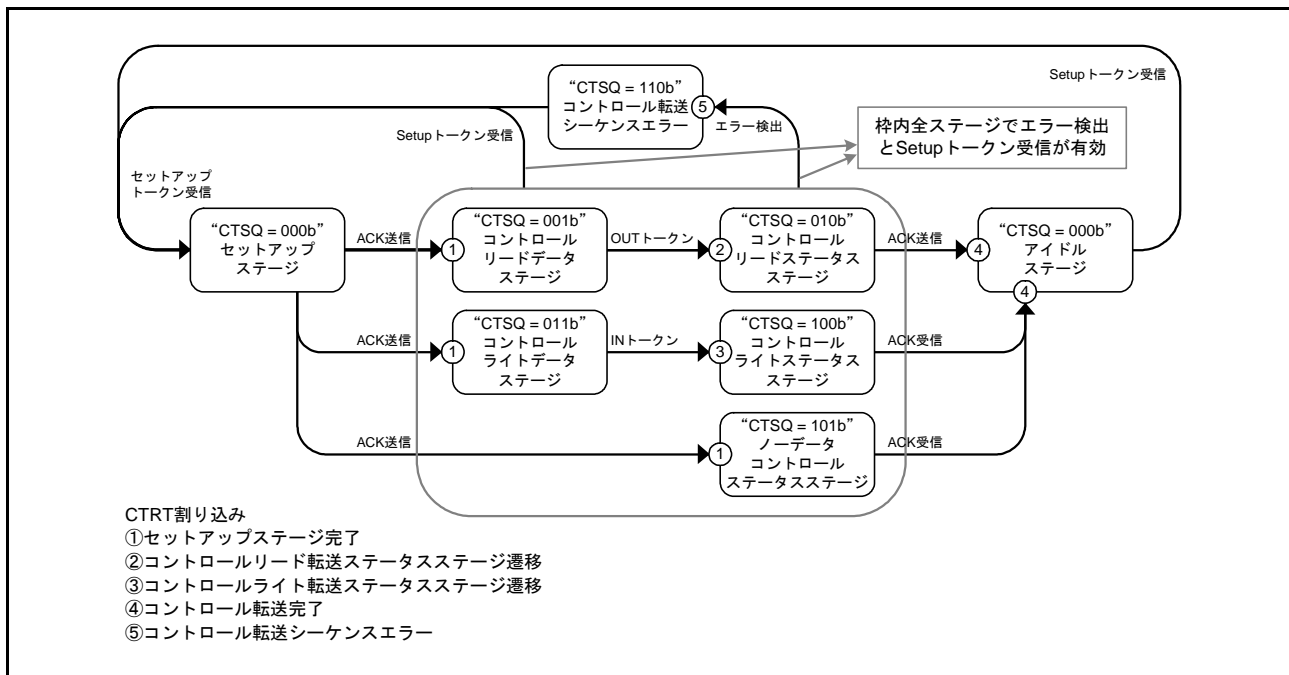 Setupトークン受信
“CTSQ = 110b”
コントロール転送
シーケンスエラー
⑤
エラー検出
Setupトークン受信
枠内全ステージでエラー検出
とSetupトークン受信が有効
セットアップ
トークン受信
“CTSQ = 000b”
セットアップ
ステージ
ACK送信
①
“CTSQ = 001b”
コントロール
リードデータ
ステージ
OUTトークン
②
“CTSQ = 010b”
コントロール
リードステータス
ステージ
ACK送信
④
“CTSQ = 000b”
アイドル
ステージ
④
ACK送信
①
“CTSQ = 011b”
コントロール
ライトデータ
ステージ
INトークン
③
“CTSQ = 100b”
コントロール
ライトステータス
ステージ
ACK受信
ACK送信
①
“CTSQ = 101b”
ノーデータ
コントロール
ステータスステージ
ACK受信
CTRT割り込み
①セットアップステージ完了
②コントロールリード転送ステータスステージ遷移
③コントロールライト転送ステータスステージ遷移
④コントロール転送完了
⑤コントロール転送シーケンスエラー